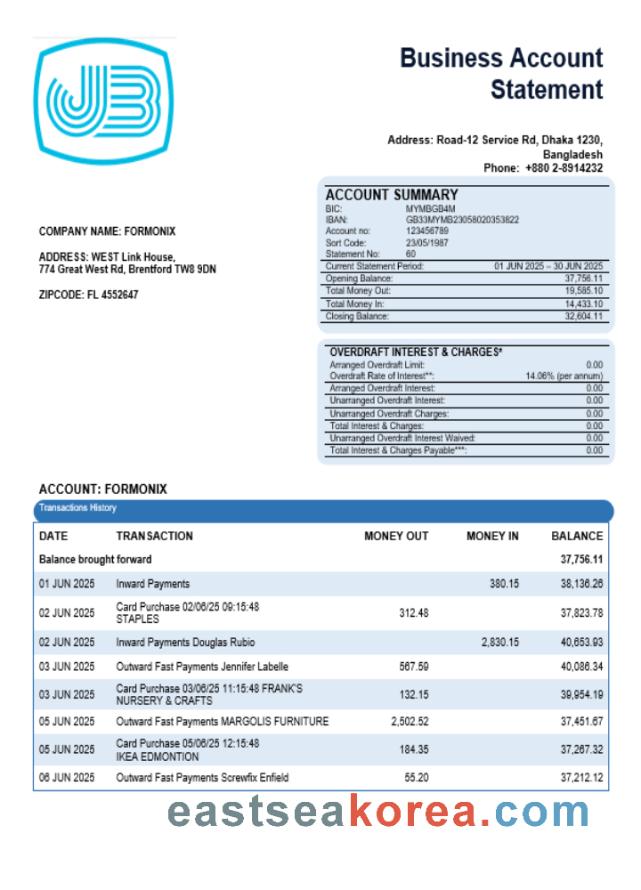 JB
Business Account
Statement
Address: Road-12 Service Rd, Dhaka 1230,
Bangladesh
Phone: +880 2-8914232
ACCOUNT SUMMARY
BIC: MYMBGB4M
IBAN: GB33MYMB23058020353822
Account no: 123456789
Sort Code: 23/05/1987
Statement No: 60
Current Statement Period: 01 JUN 2025 – 30 JUN 2025
Opening Balance: 37,756.11
Total Money Out: 19,585.10
Total Money In: 14,433.10
Closing Balance: 32,604.11
COMPANY NAME: FORMONIX
ADDRESS: WEST Link House,
774 Great West Rd, Brentford TW8 9DN
ZIPCODE: FL 4552647
OVERDRAFT INTEREST & CHARGES*
Arranged Overdraft Limit: 0.00
Overdraft Rate of Interest**: 14.06% (per annum)
Arranged Overdraft Interest: 0.00
Unarranged Overdraft Interest: 0.00
Unarranged Overdraft Charges: 0.00
Total Interest & Charges: 0.00
Unarranged Overdraft Interest Waived: 0.00
Total Interest & Charges Payable***: 0.00
ACCOUNT: FORMONIX
Transactions History
DATE TRANSACTION MONEY OUT MONEY IN BALANCE
Balance brought forward 37,756.11
01 JUN 2025 Inward Payments 380.15 38,136.26
02 JUN 2025 Card Purchase 02/06/25 09:15:48 312.48 37,823.78
STAPLES
02 JUN 2025 Inward Payments Douglas Rubio 2,830.15 40,653.93
03 JUN 2025 Outward Fast Payments Jennifer Labelle 567.59 40,086.34
03 JUN 2025 Card Purchase 03/06/25 11:15:48 FRANK'S 132.15 39,954.19
NURSERY & CRAFTS
05 JUN 2025 Outward Fast Payments MARGOLIS FURNITURE 2,502.52 37,451.67
05 JUN 2025 Card Purchase 05/06/25 12:15:48 184.35 37,267.32
IKEA EDMONTION
06 JUN 2025 Outward Fast Payments Screwfix Enfield 55.20 37,212.12
eastseakorea.com